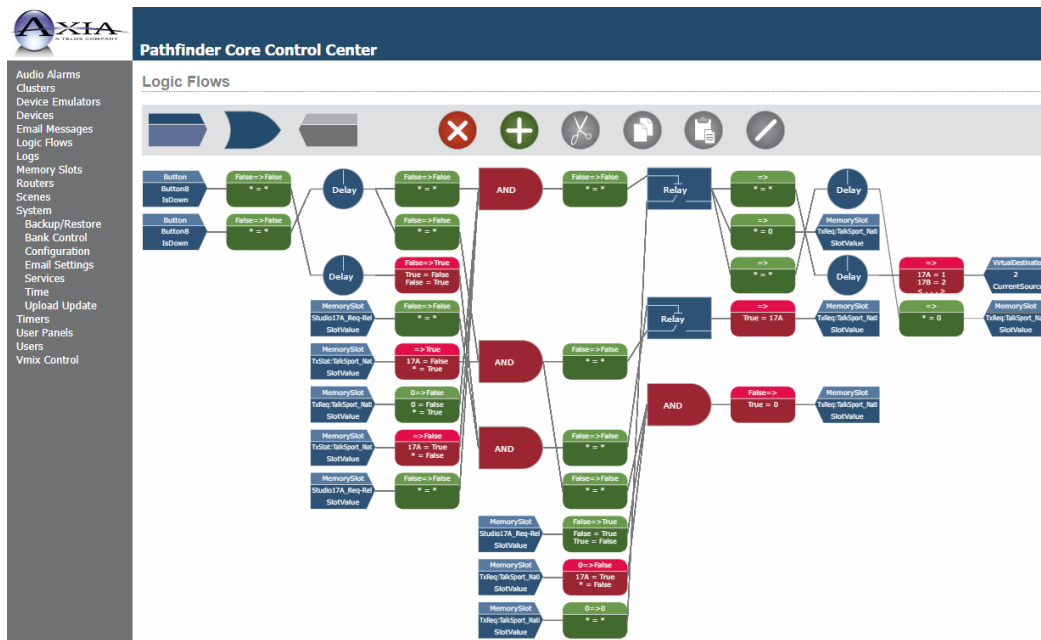 AXIA
A TELOS COMPANY
Pathfinder Core Control Center
Logic Flows
Audio Alarms
Clusters
Device Emulators
Devices
Email Messages
Logic Flows
Logs
Memory Slots
Routers
Scenes
System
Backup/Restore
Bank Control
Configuration
Email Settings
Services
Time
Upload Update
Timers
User Panels
Users
Vmix Control
Button
Button8
IsDown
False=>False
* = *
Delay
False=>False
* = *
AND
False=>False
* = *
Relay
=>
* = *
Delay
Button
Button8
IsDown
False=>False
* = *
False=>False
* = *
=>
* = 0
MemorySlot
TxReq:TalkSport_Nati
SlotValue
Delay
False=>True
True = False
False = True
=>
* = *
Delay
=>
17A = 1
17B = 2
< . . . >
VirtualDestinatio
2
CurrentSource
MemorySlot
Studio17A_Req-Rel
SlotValue
False=>False
* = *
Relay
=>
True = 17A
MemorySlot
TxReq:TalkSport_Nati
SlotValue
=>
* = 0
MemorySlot
TxReq:TalkSport_Na
SlotValue
MemorySlot
TxStat:TalkSport_Nat
SlotValue
=>True
17A = False
* = True
AND
False=>False
* = *
MemorySlot
TxReq:TalkSport_Nati
SlotValue
0=>False
0 = False
* = True
AND
False=>
True = 0
MemorySlot
TxReq:TalkSport_Nati
SlotValue
MemorySlot
TxStat:TalkSport_Nat
SlotValue
=>False
17A = True
* = False
AND
False=>False
* = *
MemorySlot
Studio17A_Req-Rel
SlotValue
False=>False
* = *
False=>False
* = *
MemorySlot
Studio17A_Req-Rel
SlotValue
False=>True
False = True
True = False
MemorySlot
TxReq:TalkSport_Nati
SlotValue
0=>False
17A = True
* = False
MemorySlot
TxReq:TalkSport_Nati
SlotValue
0=>0
* = *